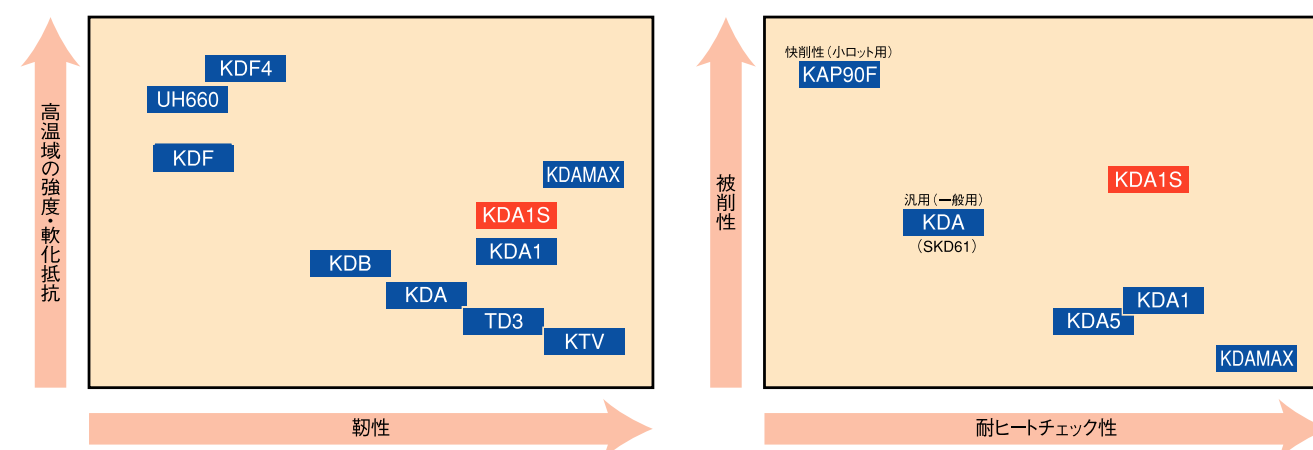 高温域の強度・軟化抵抗
KDF4
UH660
KDF
KDAMAX
KDA1S
KDA1
KDB
KDA
TD3
KTV
靭性
被削性
快削性(小ロット用)
KAP90F
KDA1S
汎用(一般用)
KDA
(SKD61)
KDA1
KDA5
KDAMAX
耐ヒートチェック性